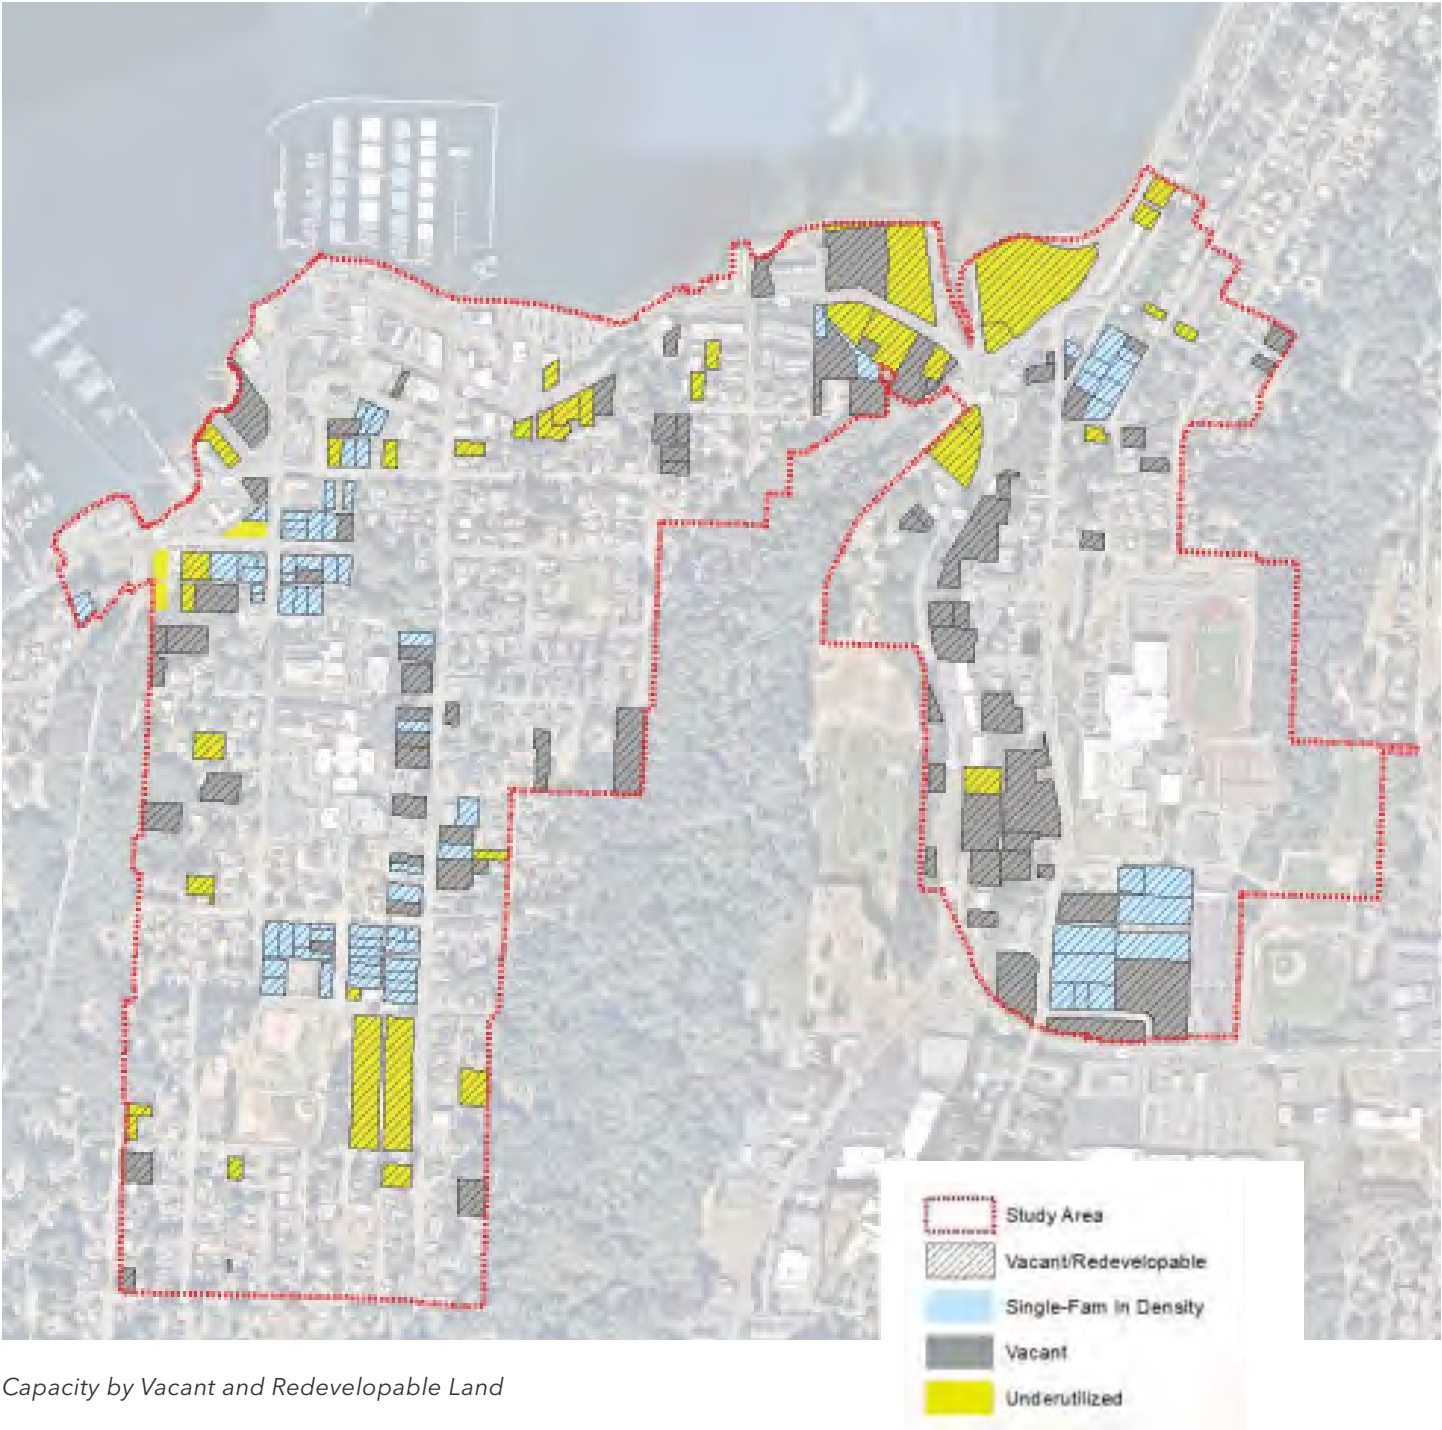 Study Area
Vacant/Redevelopable
Single-Fam In Density
Vacant
Underutilized
Capacity by Vacant and Redevelopable Land